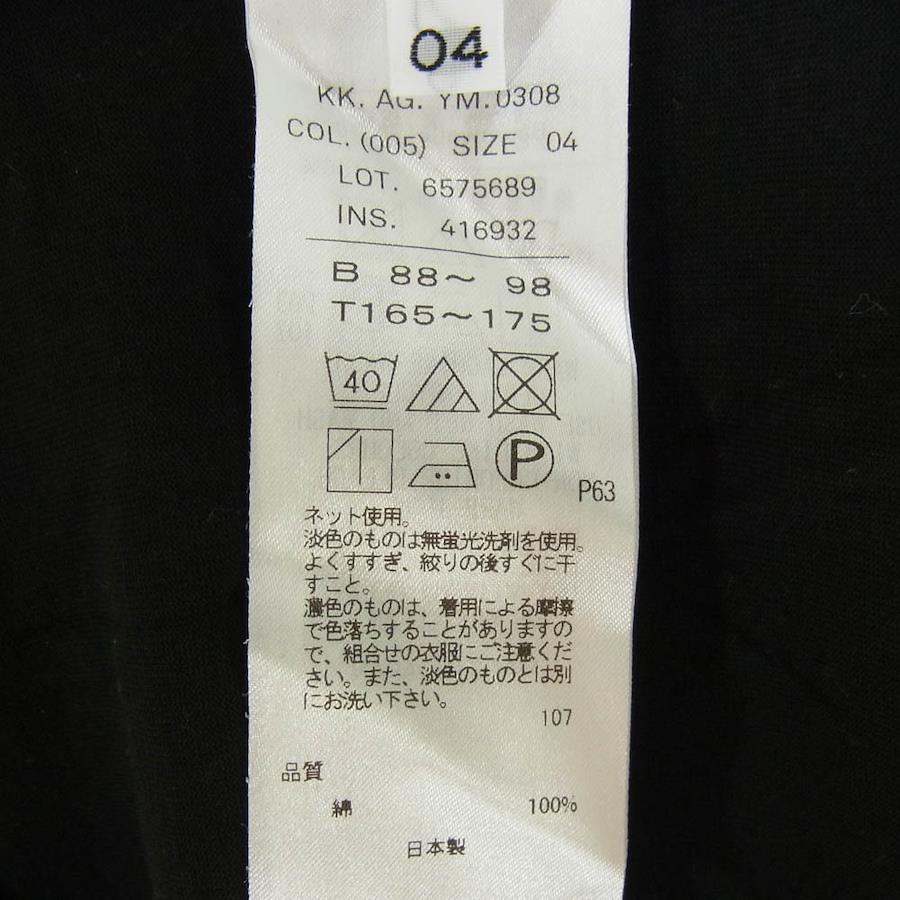 04
KK. AG. YM.0308
COL. (005) SIZE 04
LOT. 6575689
INS. 416932
B 88～ 98
T165～175
40
P
P63
ネット使用。
淡色のものは無蛍光洗剤を使用。
よくすすぎ、絞りの後すぐに干
すこと。
濃色のものは、着用による摩擦
で色落ちすることがありますの
で、組合せの衣服にご注意くだ
さい。また、淡色のものとは別
にお洗い下さい。
107
品質
綿 100%
日本製